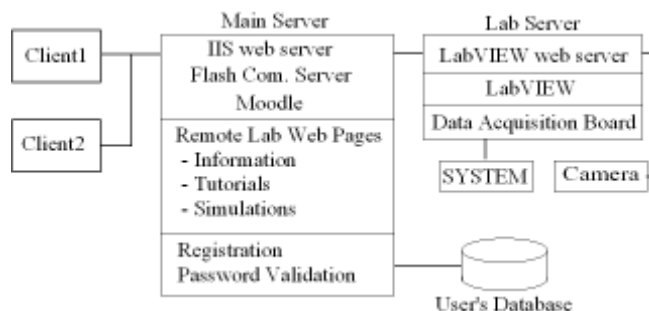 Main Server
IIS web server
Flash Com. Server
Moodle
Remote Lab Web Pages
- Information
- Tutorials
- Simulations
Registration
Password Validation
Client1
Client2
Lab Server
LabVIEW web server
LabVIEW
Data Acquisition Board
SYSTEM
Camera
User's Database